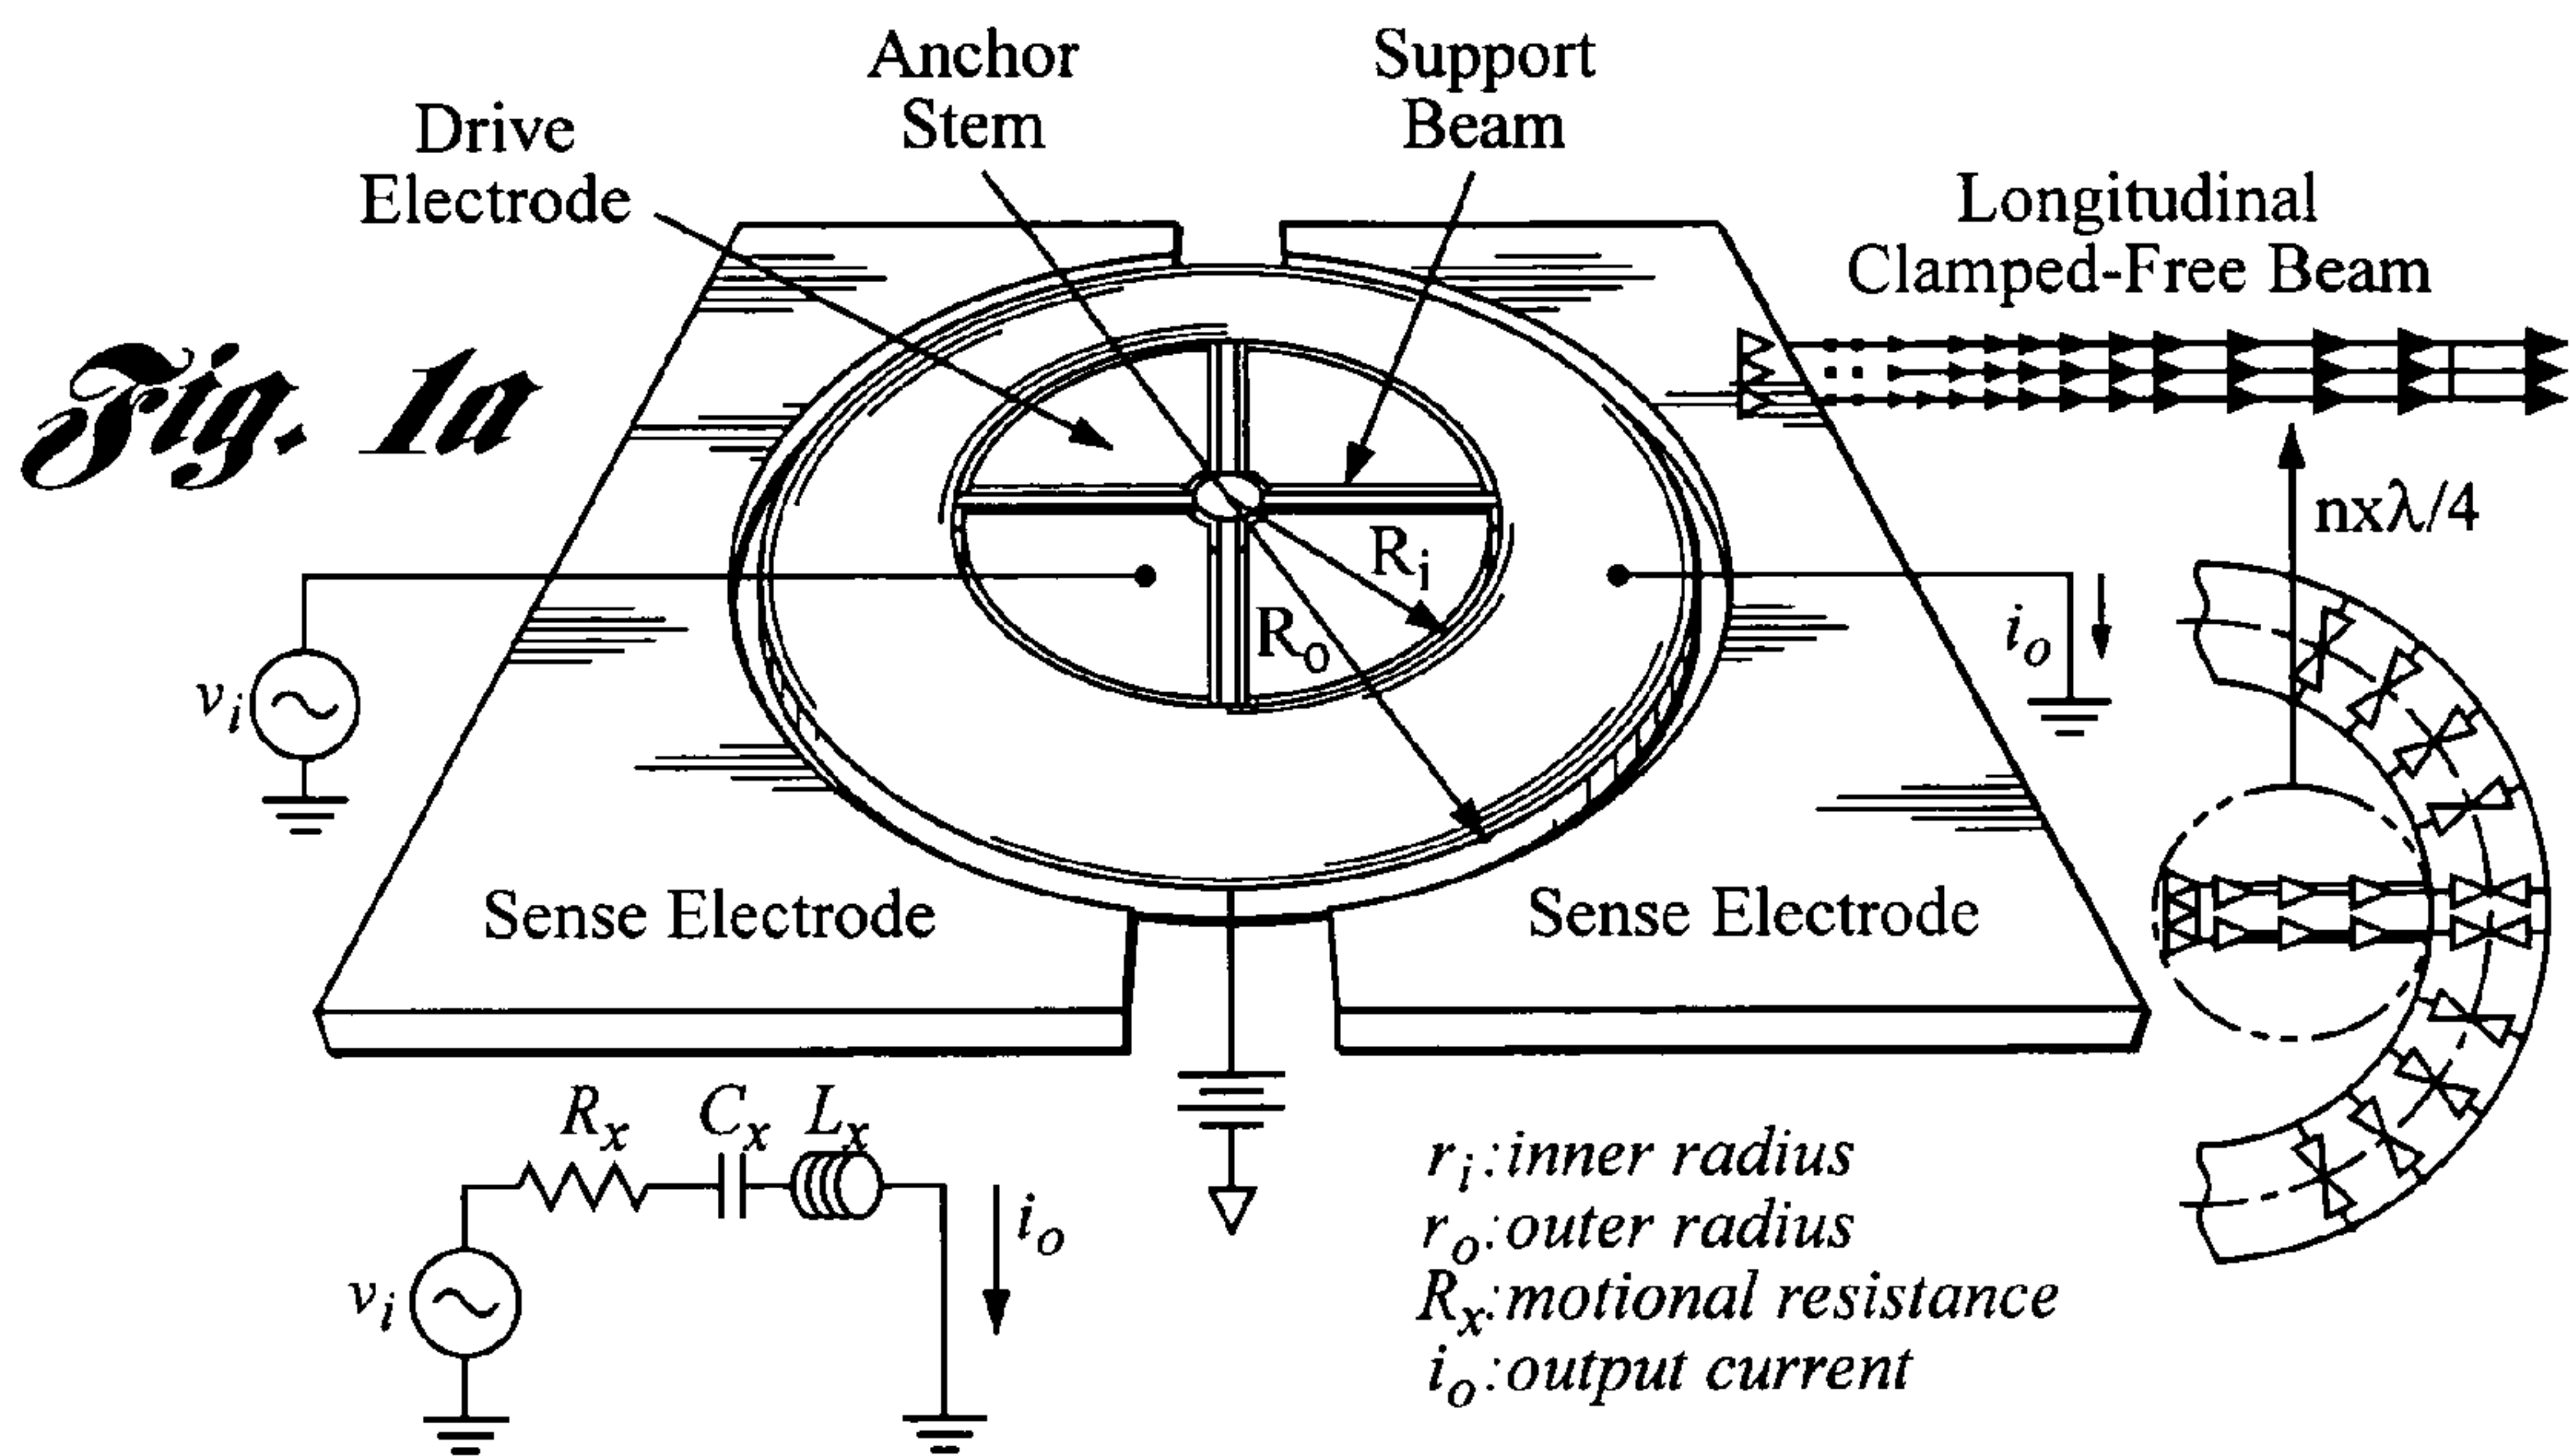 Anchor
Stem
Support
Beam
Drive
Electrode
Longitudinal
Clamped-Free Beam
Fig. 1a
nxλ/4
R_i
R_o
i_o
v_i
Sense Electrode
Sense Electrode
R_x
C_x
L_x
i_o
v_i
r_i:inner radius
r_o:outer radius
R_x:motional resistance
i_o:output current